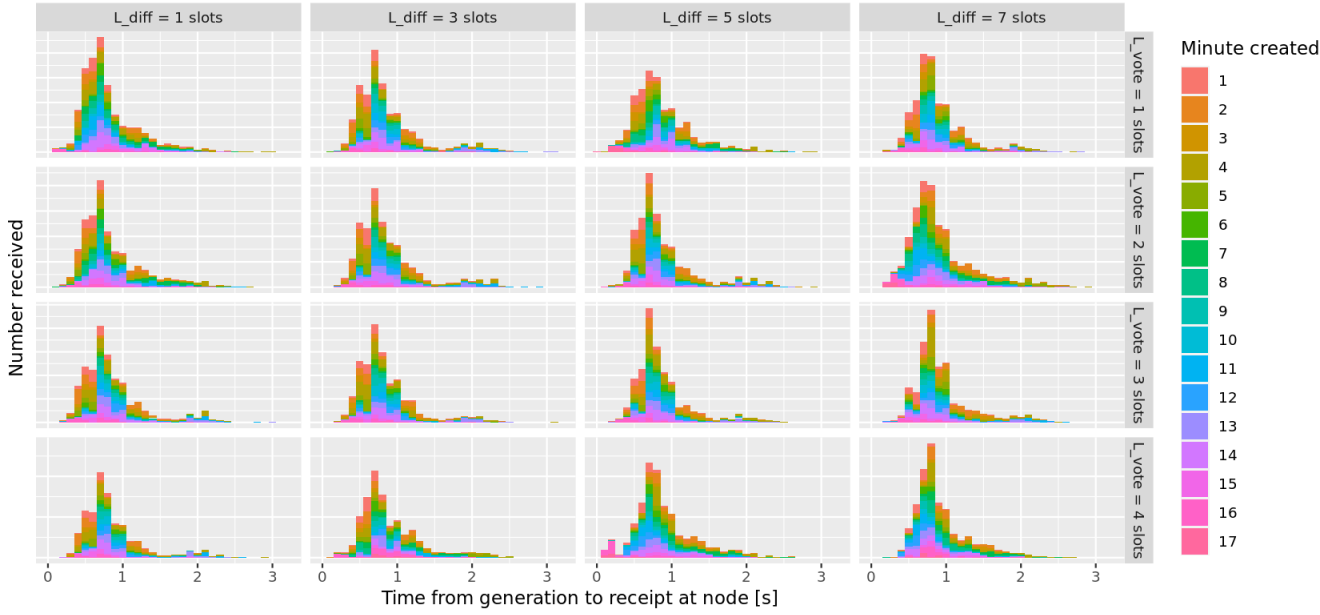 L_diff = 1 slots
L_diff = 3 slots
L_diff = 5 slots
L_diff = 7 slots
L_vote = 1 slots
L_vote = 2 slots
L_vote = 3 slots
L_vote = 4 slots
Number received
0 1 2 3
0 1 2 3
0 1 2 3
0 1 2 3
Time from generation to receipt at node [s]
Minute created
1
2
3
4
5
6
7
8
9
10
11
12
13
14
15
16
17